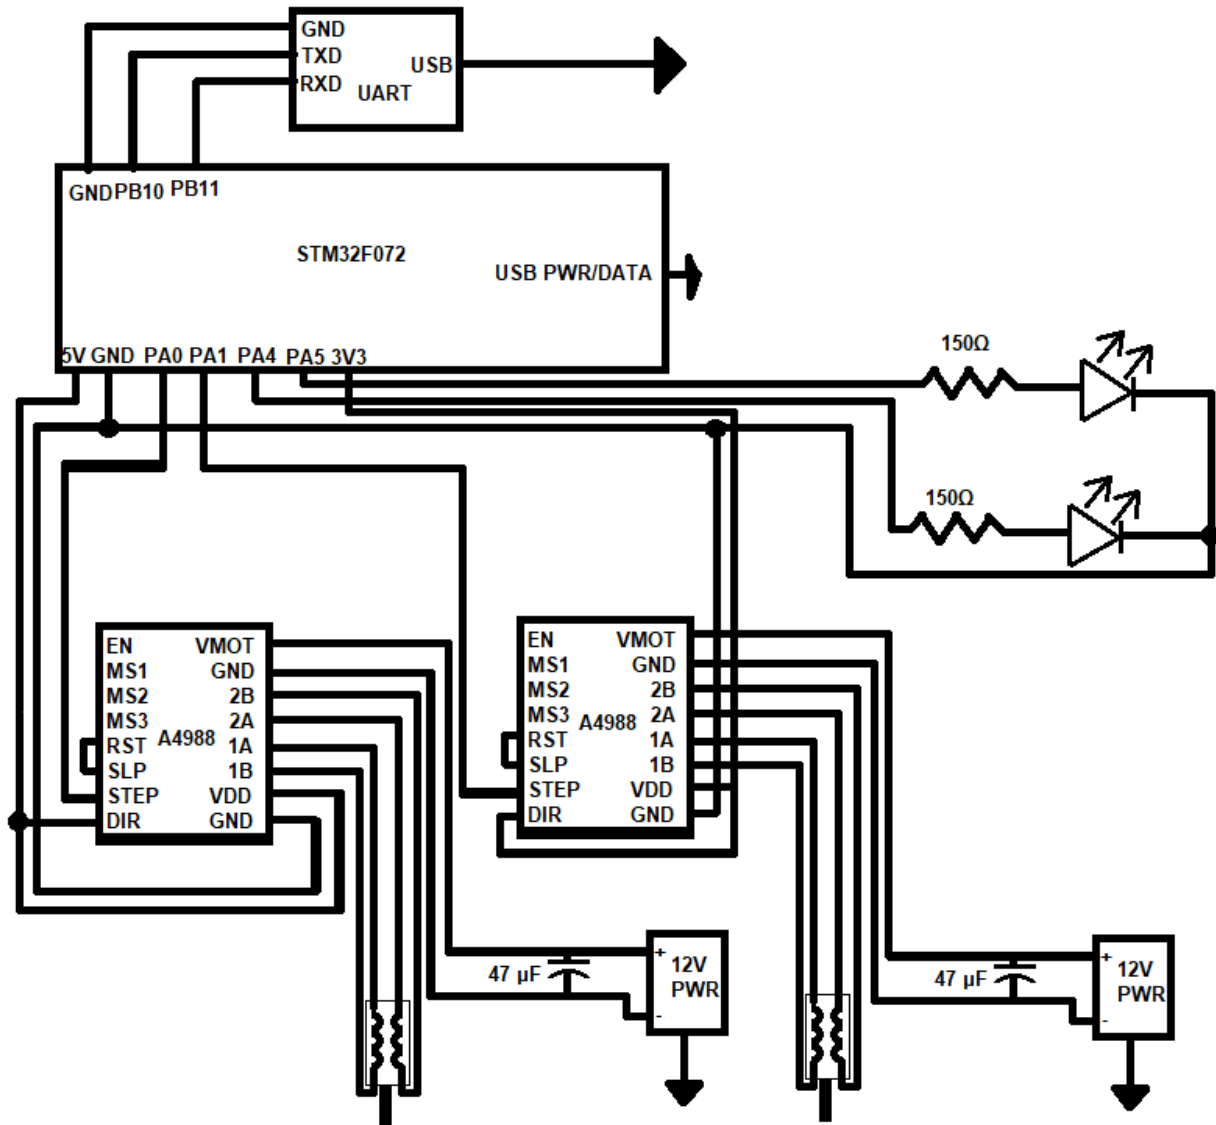 GND
TXD
RXD
USB
UART
GND
PB10
PB11
STM32F072
USB PWR/DATA
5V
GND
PA0
PA1
PA4
PA5
3V3
150Ω
150Ω
EN
MS1
MS2
MS3
RST
SLP
STEP
DIR
A4988
VMOT
GND
2B
2A
1A
1B
VDD
GND
EN
MS1
MS2
MS3
RST
SLP
STEP
DIR
A4988
VMOT
GND
2B
2A
1A
1B
VDD
GND
47 µF
+
12V
PWR
-
47 µF
+
12V
PWR
-